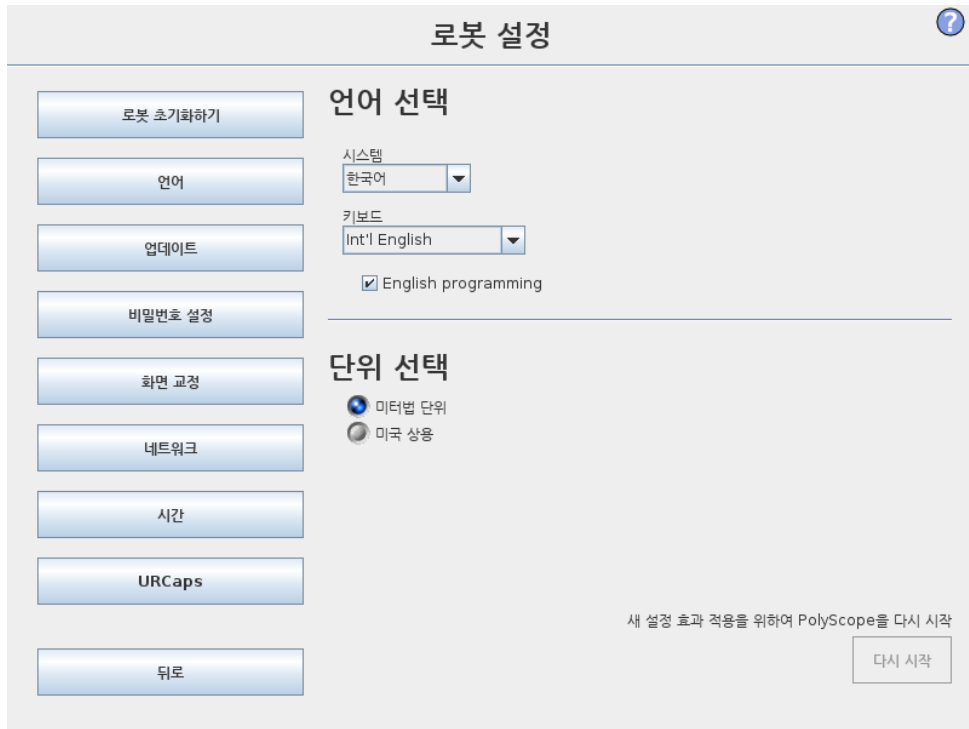 로봇 설정
?
로봇 초기화하기
언어
업데이트
비밀번호 설정
화면 교정
네트워크
시간
URCaps
뒤로
언어 선택
시스템
한국어
키보드
Int'l English
English programming
단위 선택
미터법 단위
미국 상용
새 설정 효과 적용을 위하여 PolyScope을 다시 시작
다시 시작